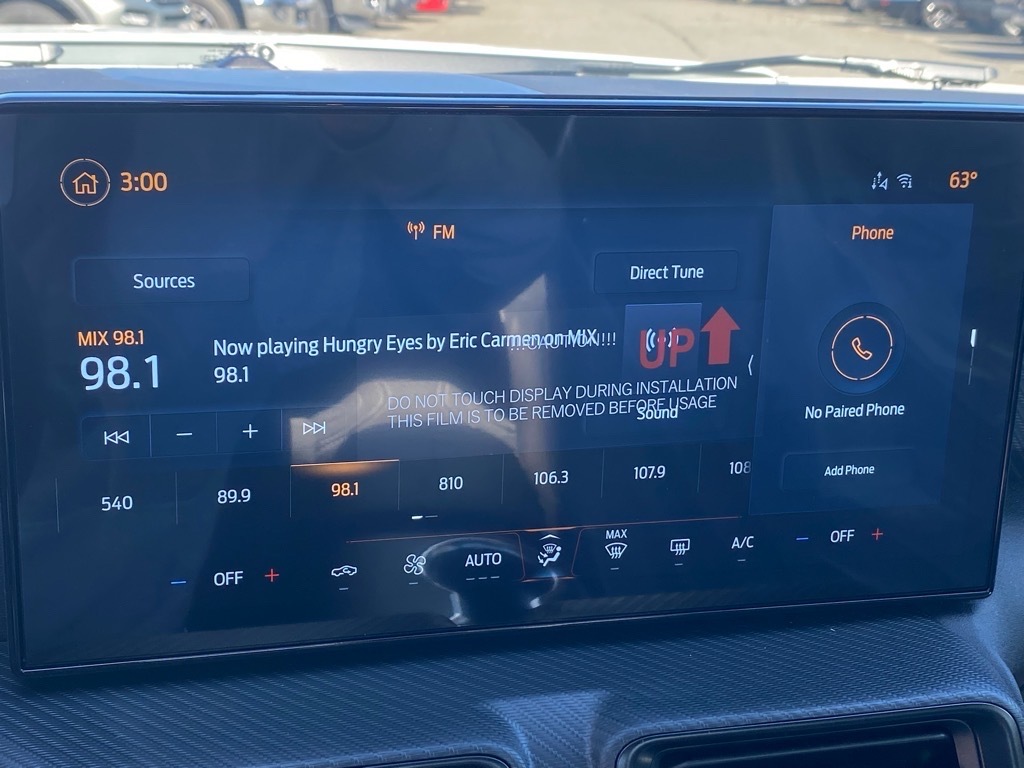 3:00
63°
FM
Phone
Sources
Direct Tune
MIX 98.1
98.1
Now playing Hungry Eyes by Eric Carmen on MIX
98.1
...CAUTION!!!
UP
DO NOT TOUCH DISPLAY DURING INSTALLATION
THIS FILM IS TO BE REMOVED BEFORE USAGE
Sound
No Paired Phone
Add Phone
540
89.9
98.1
810
106.3
107.9
108
OFF
AUTO
MAX
A/C
OFF